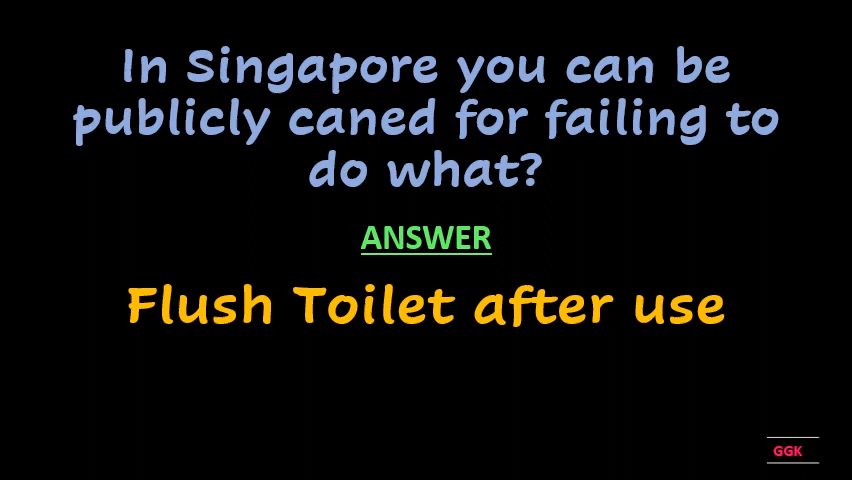 In Singapore you can be
publicly caned for failing to
do what?
ANSWER
Flush Toilet after use
GGK